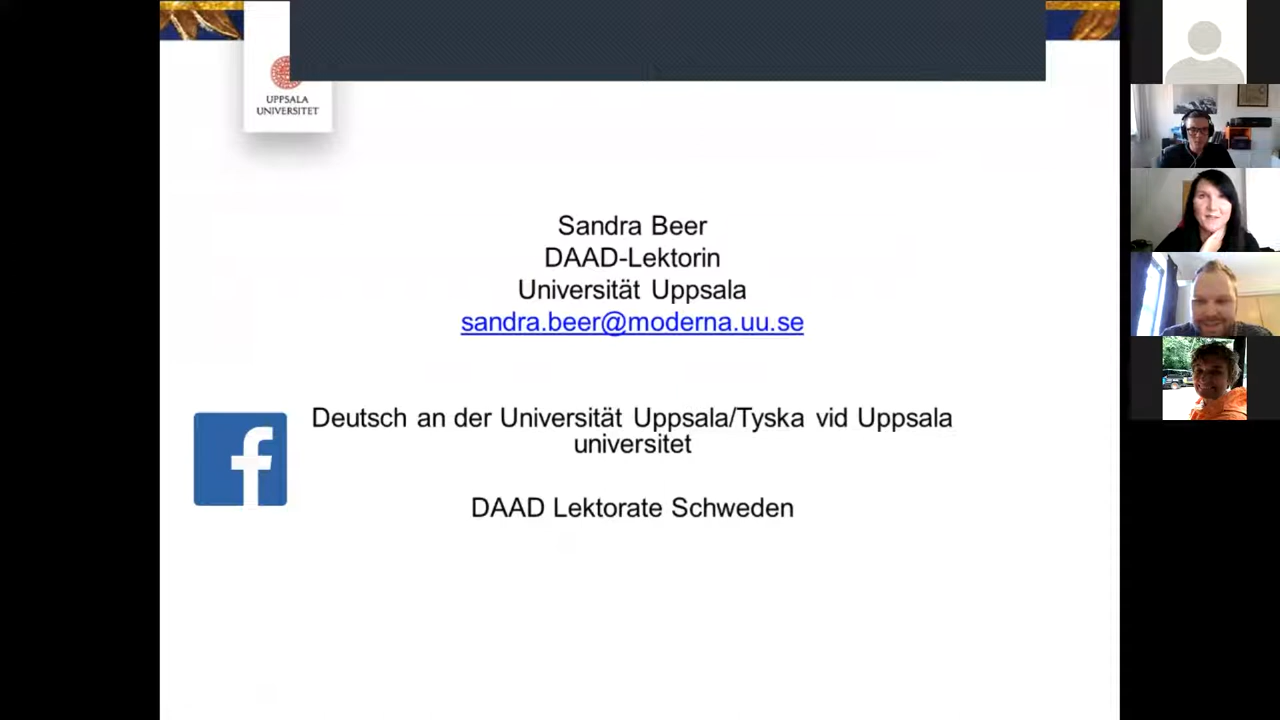 UPPSALA
UNIVERSITET
Sandra Beer
DAAD-Lektorin
Universität Uppsala
sandra.beer@moderna.uu.se
Deutsch an der Universität Uppsala/Tyska vid Uppsala
universitet
DAAD Lektorate Schweden